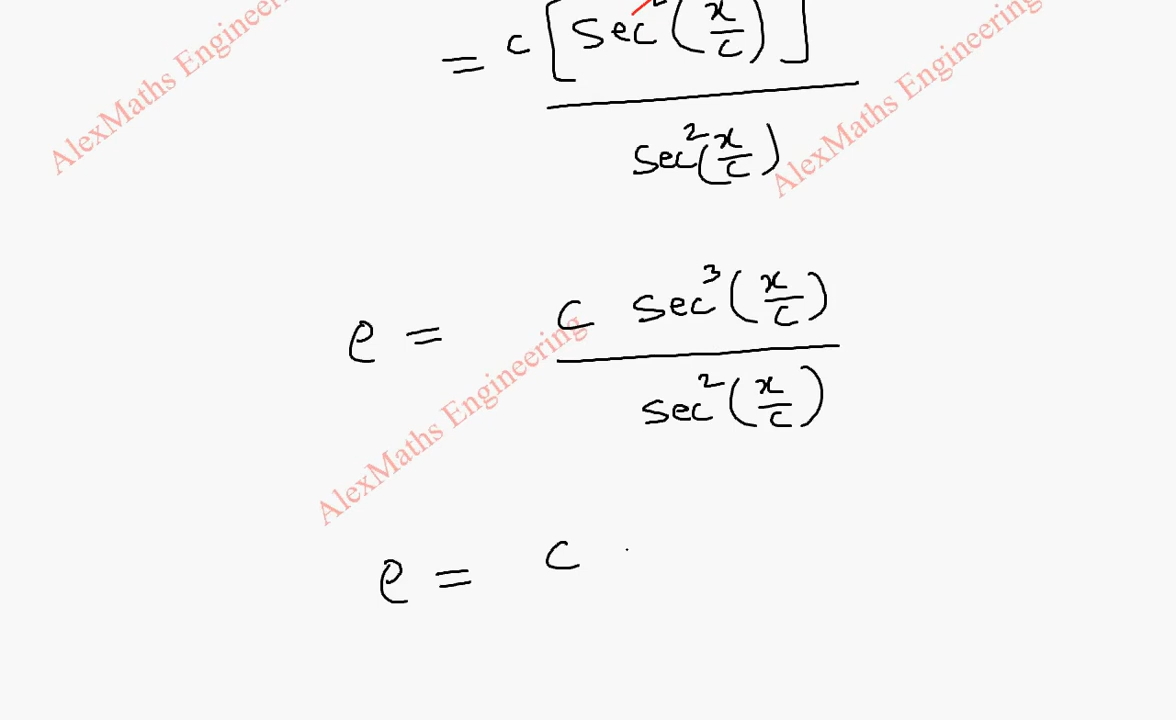 = c [ sec² (x/c) ]
sec² (x/c)
ρ = c sec³ (x/c)
sec² (x/c)
ρ = c
AlexMaths Engineering
AlexMaths Engineering
AlexMaths Engineering